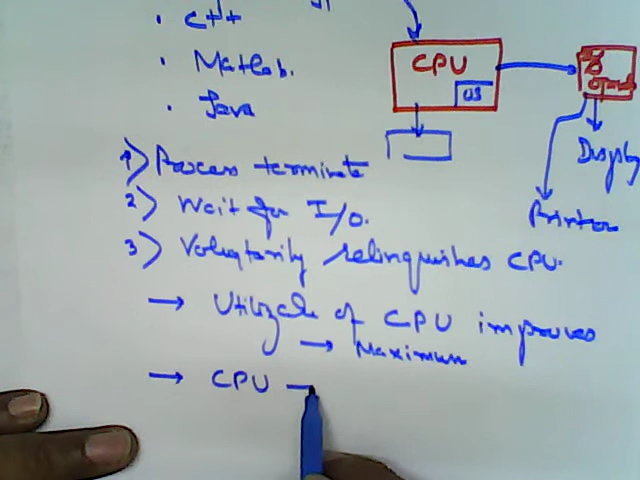 • C++
• Matlab.
• Java
CPU
OS
Display
Printer
1) Process terminate
2) Wait for I/O.
3) Voluntarily relinquishes CPU.
→ of CPU improves
→ Maximum
→ CPU —